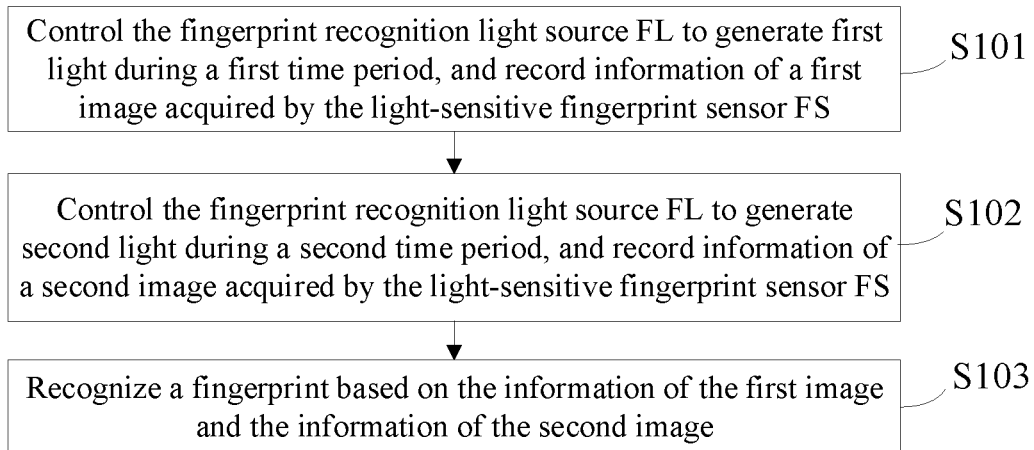 Control the fingerprint recognition light source FL to generate first
light during a first time period, and record information of a first
image acquired by the light-sensitive fingerprint sensor FS
S101
Control the fingerprint recognition light source FL to generate
second light during a second time period, and record information of
a second image acquired by the light-sensitive fingerprint sensor FS
S102
Recognize a fingerprint based on the information of the first image
and the information of the second image
S103